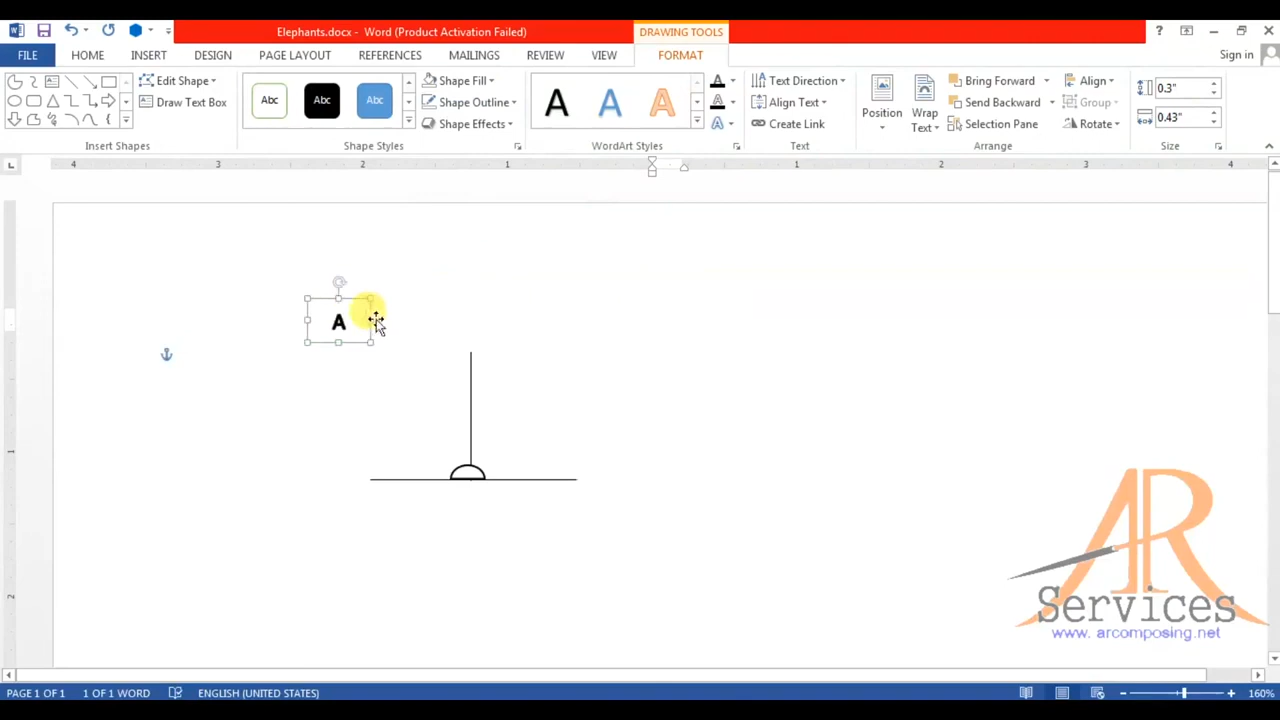 Elephants.docx - Word (Product Activation Failed)
DRAWING TOOLS
?
FILE
HOME
INSERT
DESIGN
PAGE LAYOUT
REFERENCES
MAILINGS
REVIEW
VIEW
FORMAT
Sign in
Edit Shape
Draw Text Box
Insert Shapes
Abc
Abc
Abc
Shape Fill
Shape Outline
Shape Effects
Shape Styles
A
A
A
A
A
A
WordArt Styles
Text Direction
Align Text
Create Link
Text
Position
Wrap
Text
Bring Forward
Send Backward
Selection Pane
Align
Group
Rotate
Arrange
0.3"
0.43"
Size
4 3 2 1 1 2 3 4
A
1
2
AR
Services
www. arcomposing.net
PAGE 1 OF 1
1 OF 1 WORD
ENGLISH (UNITED STATES)
160%